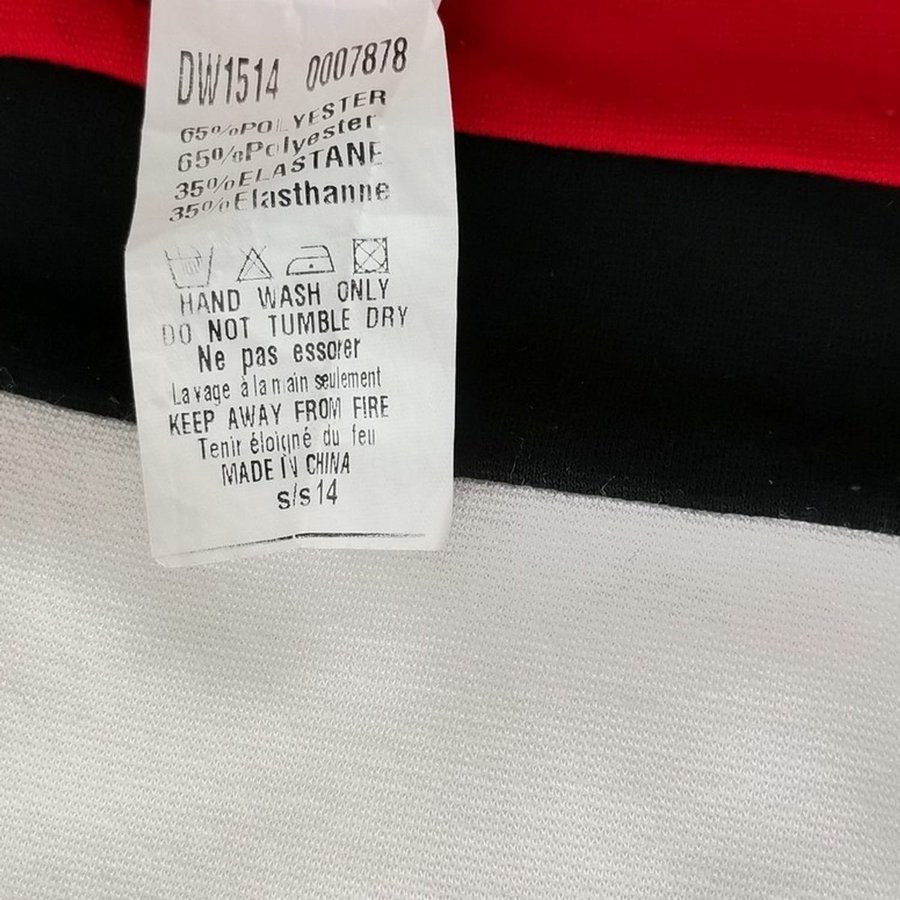 DW1514 0007878
65%POLYESTER
65%Polyester
35%ELASTANE
35%Elasthanne
HAND WASH ONLY
DO NOT TUMBLE DRY
Ne pas essorer
Lavage à la main seulement
KEEP AWAY FROM FIRE
Tenir éloigné du feu
MADE IN CHINA
s/s 14